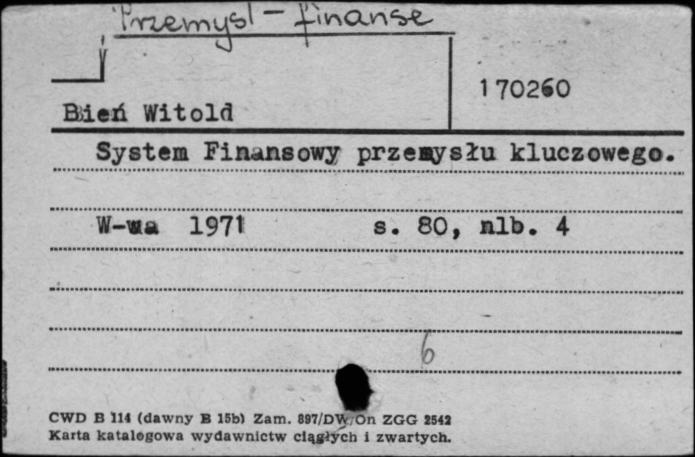 Przemysł - finanse
170260
Bień Witold
System Finansowy przemysłu kluczowego.
W-wa 1971 s. 80, nlb. 4
6
CWD B 114 (dawny B 15b) Zam. 897/DW/On ZGG 2542
Karta katalogowa wydawnictw ciągłych i zwartych.